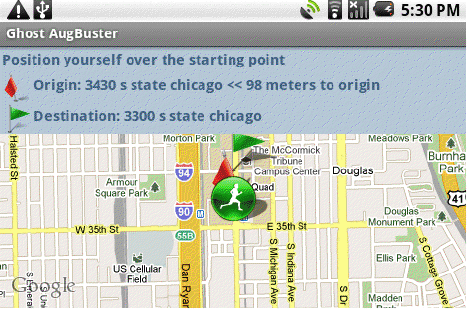 5:30 PM
Ghost AugBuster
Position yourself over the starting point
Origin: 3430 s state chicago << 98 meters to origin
Destination: 3300 s state chicago
Morton Park
The McCormick
Tribune
Campus Center
Meadows Park
Burnham
Halsted St
94
Armour
Square Park
Douglas
Quad
90
M
41
Douglas
Monument Park
W 35th St
E 35th St
55B
US Cellular
Field
Dan Ryan
S Michigan Ave
S Indiana Ave
S Cottage Grove
Ellis Park
Madden
Park
Google